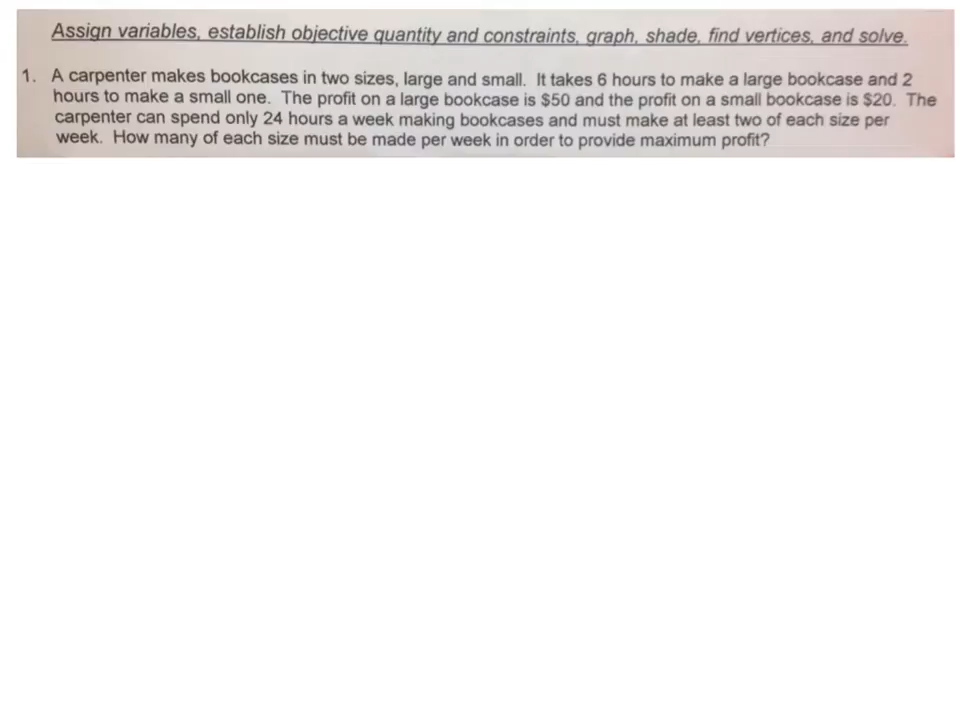 Assign variables, establish objective quantity and constraints, graph, shade, find vertices, and solve.
1. A carpenter makes bookcases in two sizes, large and small. It takes 6 hours to make a large bookcase and 2
hours to make a small one. The profit on a large bookcase is $50 and the profit on a small bookcase is $20. The
carpenter can spend only 24 hours a week making bookcases and must make at least two of each size per
week. How many of each size must be made per week in order to provide maximum profit?